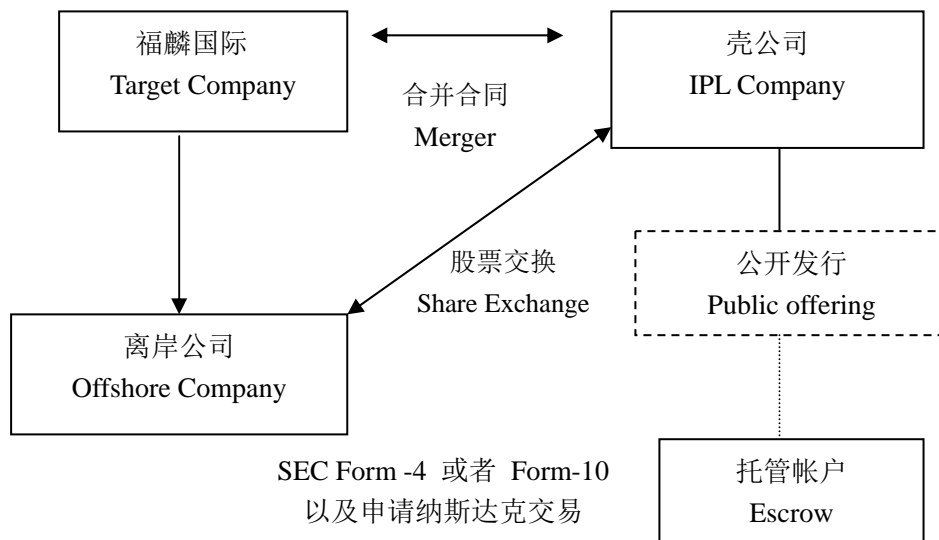 福麟国际
Target Company
壳公司
IPL Company
合并合同
Merger
股票交换
Share Exchange
公开发行
Public offering
离岸公司
Offshore Company
SEC Form -4 或者 Form-10
以及申请纳斯达克交易
托管帐户
Escrow